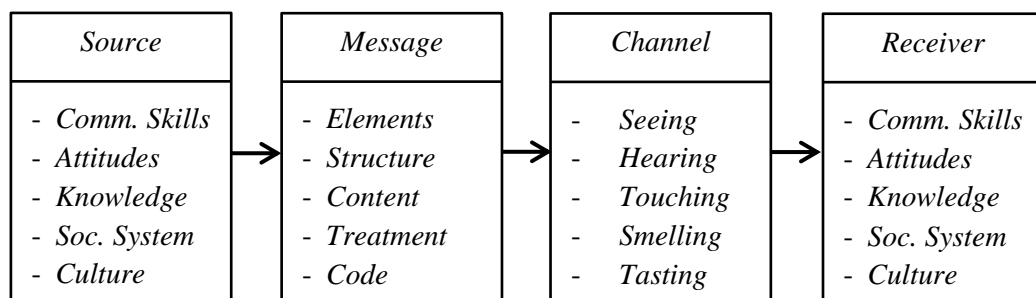 Source
- Comm. Skills
- Attitudes
- Knowledge
- Soc. System
- Culture
Message
- Elements
- Structure
- Content
- Treatment
- Code
Channel
- Seeing
- Hearing
- Touching
- Smelling
- Tasting
Receiver
- Comm. Skills
- Attitudes
- Knowledge
- Soc. System
- Culture